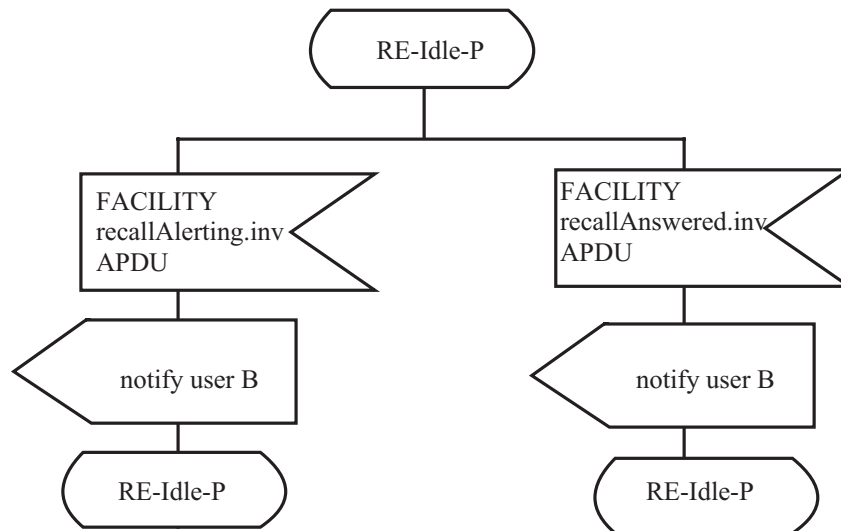 RE-Idle-P
FACILITY
recallAlerting.inv
APDU
FACILITY
recallAnswered.inv
APDU
notify user B
notify user B
RE-Idle-P
RE-Idle-P